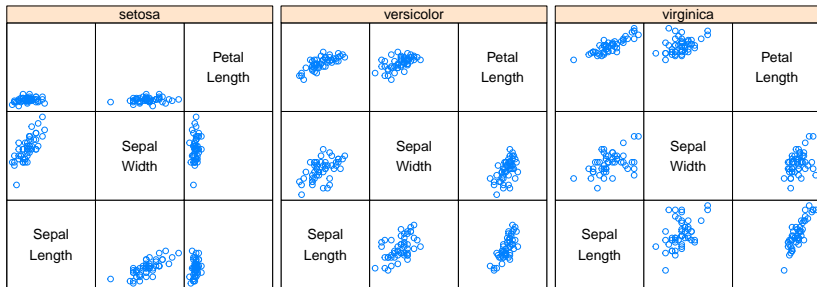 setosa
versicolor
virginica
Petal
Length
Petal
Length
Petal
Length
Sepal
Width
Sepal
Width
Sepal
Width
Sepal
Length
Sepal
Length
Sepal
Length